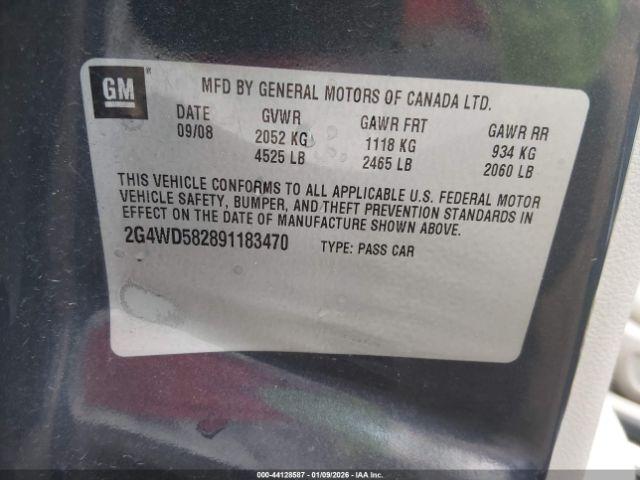 GM
MFD BY GENERAL MOTORS OF CANADA LTD.
DATE GVWR GAWR FRT GAWR RR
09/08 2052 KG 1118 KG 934 KG
4525 LB 2465 LB 2060 LB
THIS VEHICLE CONFORMS TO ALL APPLICABLE U.S. FEDERAL MOTOR
VEHICLE SAFETY, BUMPER, AND THEFT PREVENTION STANDARDS IN
EFFECT ON THE DATE OF MANUFACTURE SHOWN ABOVE.
2G4WD582891183470 TYPE: PASS CAR
000-44128587 - 01/09/2026 - IAA Inc.